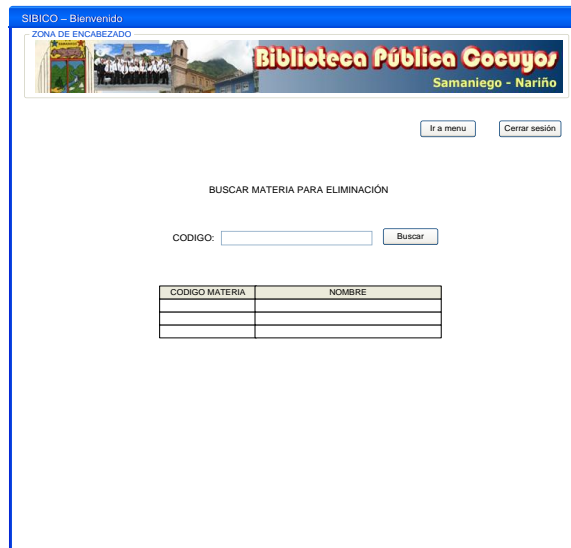 SIBICO – Bienvenido
ZONA DE ENCABEZADO
Biblioteca Pública Cocuyos
Samaniego - Nariño
Ir a menu
Cerrar sesión
BUSCAR MATERIA PARA ELIMINACIÓN
CODIGO:
Buscar
CODIGO MATERIA NOMBRE